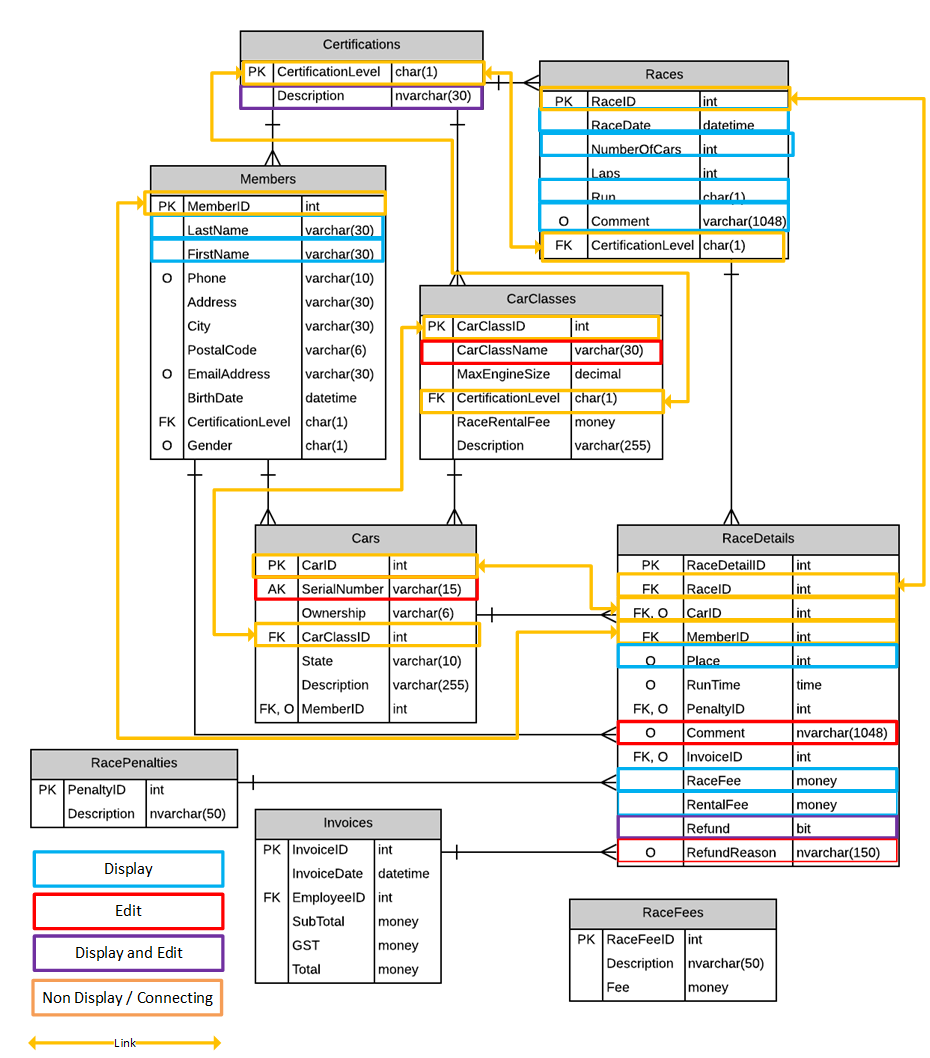 Certifications
PK CertificationLevel char(1)
Description nvarchar(30)
Races
PK RaceID int
RaceDate datetime
NumberOfCars int
Laps int
Run char(1)
O Comment varchar(1048)
FK CertificationLevel char(1)
Members
PK MemberID int
LastName varchar(30)
FirstName varchar(30)
O Phone varchar(10)
Address varchar(30)
City varchar(30)
PostalCode varchar(6)
O EmailAddress varchar(30)
BirthDate datetime
FK CertificationLevel char(1)
O Gender char(1)
CarClasses
PK CarClassID int
CarClassName varchar(30)
MaxEngineSize decimal
FK CertificationLevel char(1)
RaceRentalFee money
Description varchar(255)
Cars
PK CarID int
AK SerialNumber varchar(15)
Ownership varchar(6)
FK CarClassID int
State varchar(10)
Description varchar(255)
FK, O MemberID int
RaceDetails
PK RaceDetailID int
FK RaceID int
FK, O CarID int
FK MemberID int
O Place int
O RunTime time
FK, O PenaltyID int
O Comment nvarchar(1048)
FK, O InvoiceID int
RaceFee money
RentalFee money
Refund bit
O RefundReason nvarchar(150)
RacePenalties
PK PenaltyID int
Description nvarchar(50)
Invoices
PK InvoiceID int
InvoiceDate datetime
FK EmployeeID int
SubTotal money
GST money
Total money
RaceFees
PK RaceFeeID int
Description nvarchar(50)
Fee money
Display
Edit
Display and Edit
Non Display / Connecting
Link